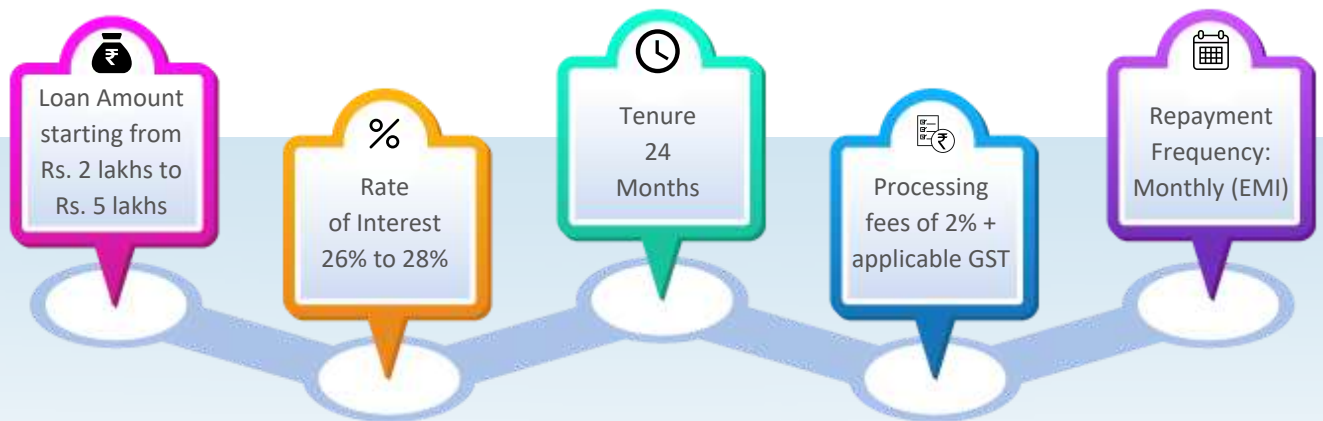 ₹
Loan Amount
starting from
Rs. 2 lakhs to
Rs. 5 lakhs
%
Rate
of Interest
26% to 28%
Tenure
24
Months
₹
Processing
fees of 2% +
applicable GST
Repayment
Frequency:
Monthly (EMI)